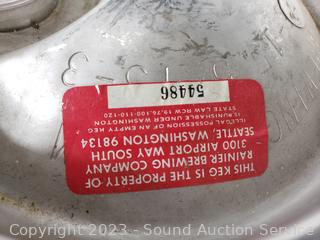 THIS KEG IS THE PROPERTY OF
RAINIER BREWING COMPANY
3100 AIRPORT WAY SOUTH
SEATTLE, WASHINGTON 98134
ILLEGAL POSSESSION OF AN EMPTY KEG
IS PUNISHABLE UNDER WASHINGTON
STATE LAW RCW 19.76.100-110-120
54486
Copyright 2023 - Sound Auction Service